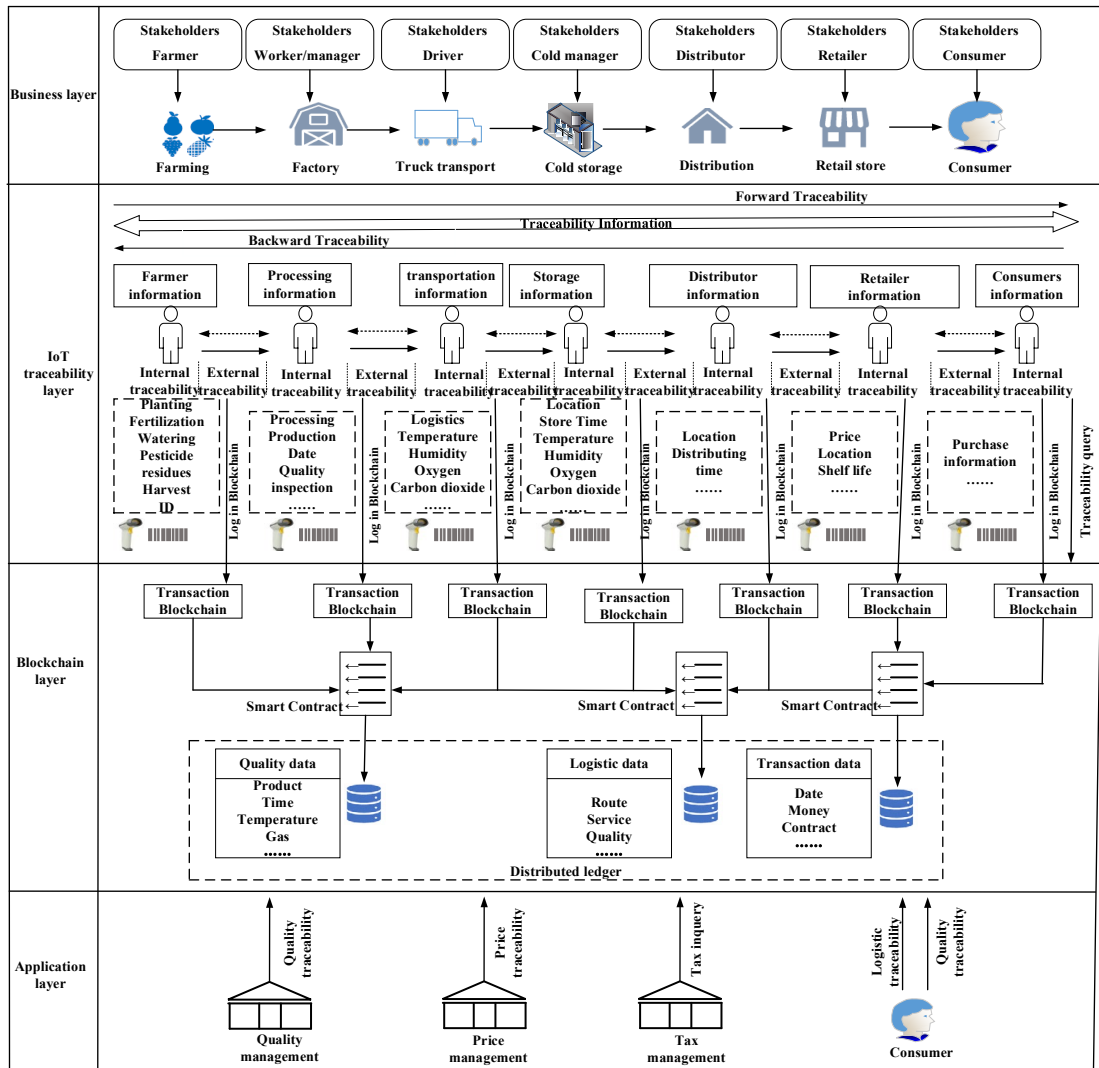 Business layer
Stakeholders
Farmer
Stakeholders
Worker/manager
Stakeholders
Driver
Stakeholders
Cold manager
Stakeholders
Distributor
Stakeholders
Retailer
Stakeholders
Consumer
Farming
Factory
Truck transport
Cold storage
Distribution
Retail store
Consumer
IoT
traceability
layer
Forward Traceability
Traceability Information
Backward Traceability
Farmer
information
Processing
information
transportation
information
Storage
information
Distributor
information
Retailer
information
Consumers
information
Internal
traceability
External
traceability
Internal
traceability
External
traceability
Internal
traceability
External
traceability
Internal
traceability
External
traceability
Internal
traceability
External
traceability
Internal
traceability
External
traceability
Internal
traceability
Planting
Fertilization
Watering
Pesticide
residues
Harvest
ID
Processing
Production
Date
Quality
inspection
......
Logistics
Temperature
Humidity
Oxygen
Carbon dioxide
......
Location
Store Time
Temperature
Humidity
Oxygen
Carbon dioxide
......
Location
Distributing
time
......
Price
Location
Shelf life
......
Purchase
information
......
Log in Blockchain
Log in Blockchain
Log in Blockchain
Log in Blockchain
Log in Blockchain
Log in Blockchain
Log in Blockchain
Traceability query
Blockchain
layer
Transaction
Blockchain
Transaction
Blockchain
Transaction
Blockchain
Transaction
Blockchain
Transaction
Blockchain
Transaction
Blockchain
Transaction
Blockchain
Smart Contract
Smart Contract
Smart Contract
Quality data
Product
Time
Temperature
Gas
......
Logistic data
Route
Service
Quality
......
Transaction data
Date
Money
Contract
......
Distributed ledger
Application
layer
Quality
traceability
Price
traceability
Tax inquery
Logistic
traceability
Quality
traceability
Quality
management
Price
management
Tax
management
Consumer